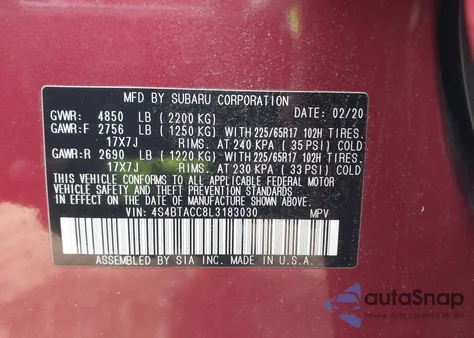 MFD BY SUBARU CORPORATION DATE: 02/20
GVWR: 4850 LB (2200 KG)
GAWR:F 2756 LB (1250 KG) WITH 225/65R17 102H TIRES,
17X7J RIMS, AT 240 KPA (35 PSI) COLD
GAWR:R 2690 LB (1220 KG) WITH 225/65R17 102H TIRES,
17X7J RIMS, AT 230 KPA (33 PSI) COLD
THIS VEHICLE CONFORMS TO ALL APPLICABLE FEDERAL MOTOR
VEHICLE SAFETY, BUMPER, AND THEFT PREVENTION STANDARDS
IN EFFECT ON THE DATE OF MANUFACTURE SHOWN ABOVE.
VIN: 4S4BTACC8L3183030 MPV
ASSEMBLED BY SIA INC. MADE IN U.S.A.
autoSnap